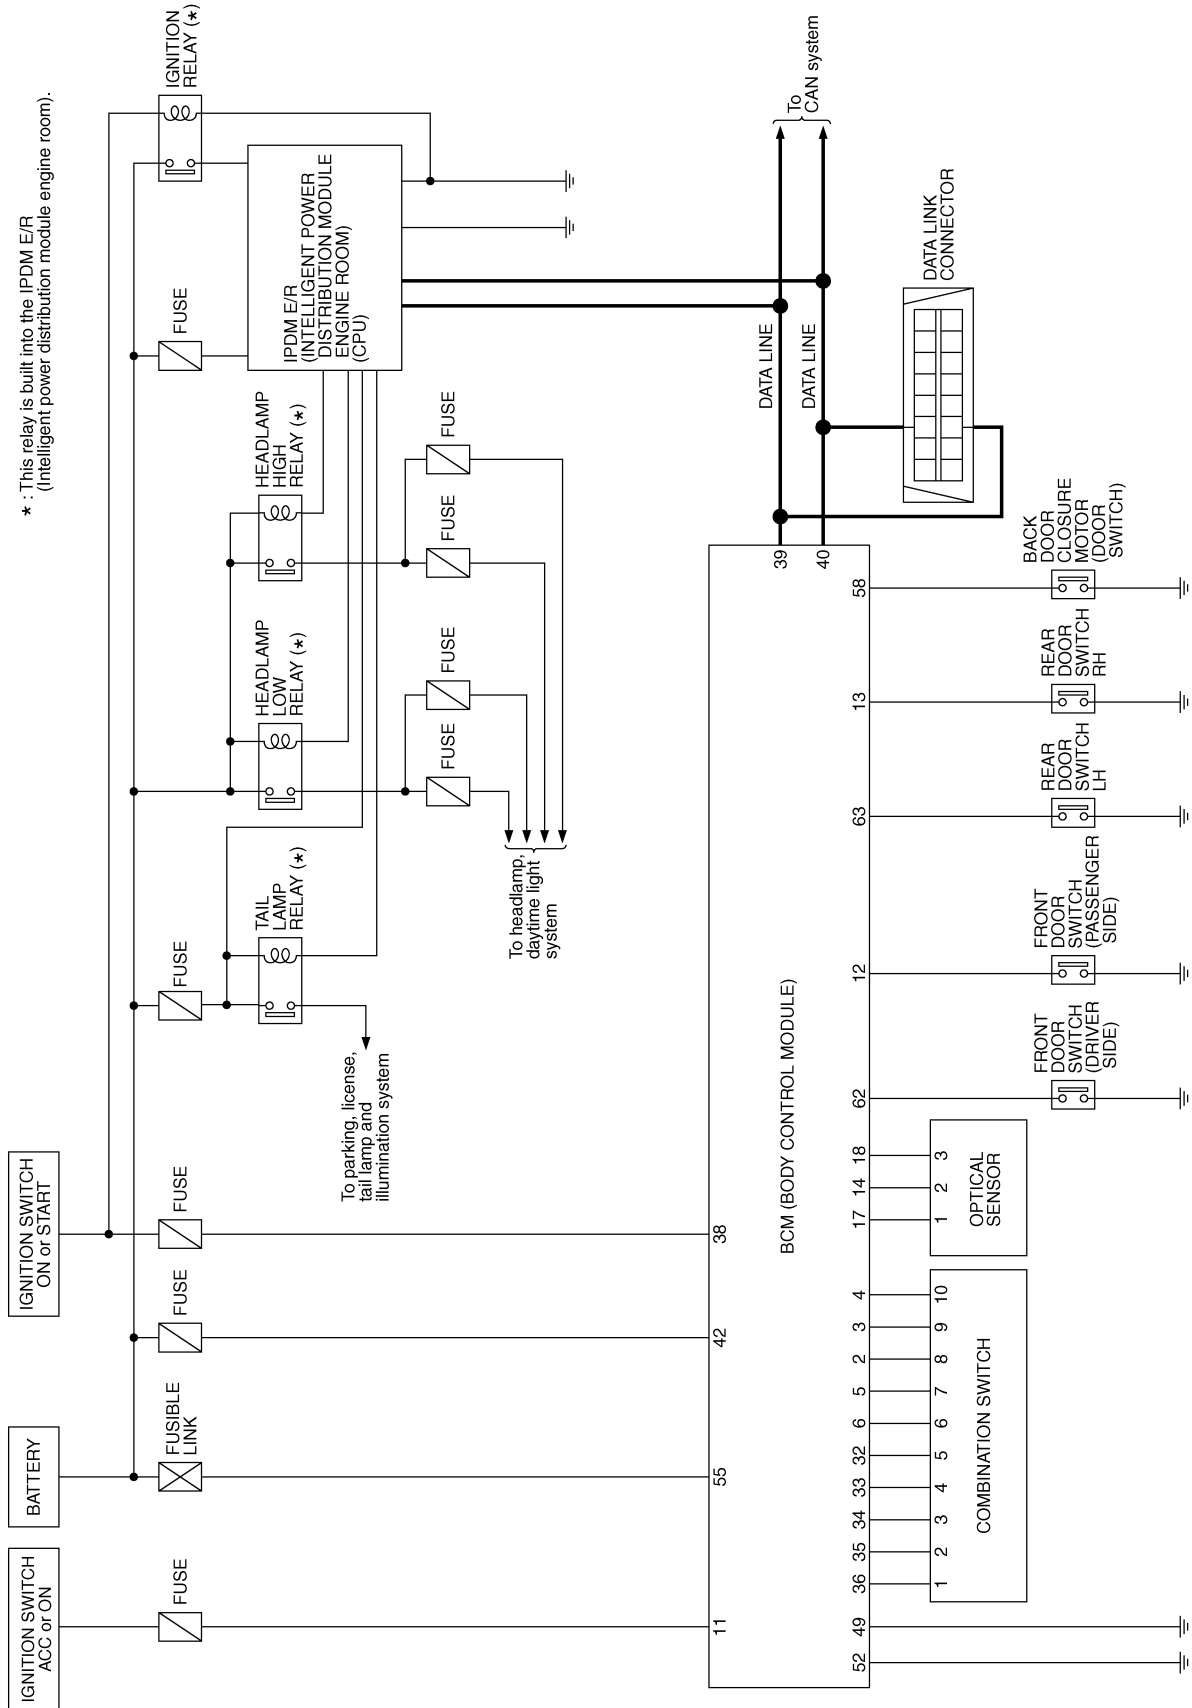 IGNITION SWITCH
ACC or ON
BATTERY
IGNITION SWITCH
ON or START
FUSE
FUSIBLE
LINK
FUSE
FUSE
FUSE
FUSE
IGNITION
RELAY (*)
* : This relay is built into the IPDM E/R
(Intelligent power distribution module engine room).
TAIL
LAMP
RELAY (*)
HEADLAMP
LOW
RELAY (*)
HEADLAMP
HIGH
RELAY (*)
IPDM E/R
(INTELLIGENT POWER
DISTRIBUTION MODULE
ENGINE ROOM)
(CPU)
To parking, license,
tail lamp and
illumination system
FUSE
FUSE
FUSE
FUSE
To headlamp,
daytime light
system
11
55
42
38
BCM (BODY CONTROL MODULE)
39
40
DATA LINE
DATA LINE
To
CAN system
DATA LINK
CONNECTOR
52
49
36
35
34
33
32
6
5
2
3
4
17
14
18
62
12
63
13
58
1
2
3
4
5
6
7
8
9
10
COMBINATION SWITCH
1
2
3
OPTICAL
SENSOR
FRONT
DOOR
SWITCH
(DRIVER
SIDE)
FRONT
DOOR
SWITCH
(PASSENGER
SIDE)
REAR
DOOR
SWITCH
LH
REAR
DOOR
SWITCH
RH
BACK
DOOR
CLOSURE
MOTOR
(DOOR
SWITCH)